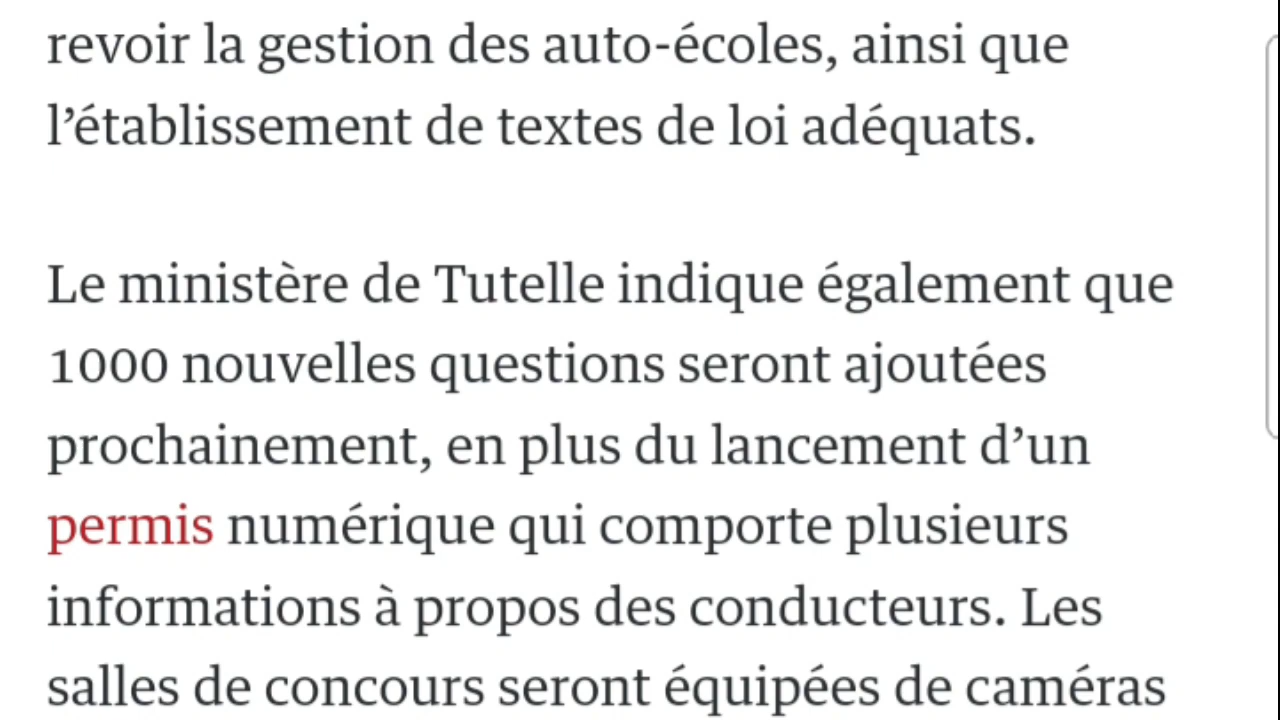 revoir la gestion des auto-écoles, ainsi que
l’établissement de textes de loi adéquats.
Le ministère de Tutelle indique également que
1000 nouvelles questions seront ajoutées
prochainement, en plus du lancement d’un
permis numérique qui comporte plusieurs
informations à propos des conducteurs. Les
salles de concours seront équipées de caméras